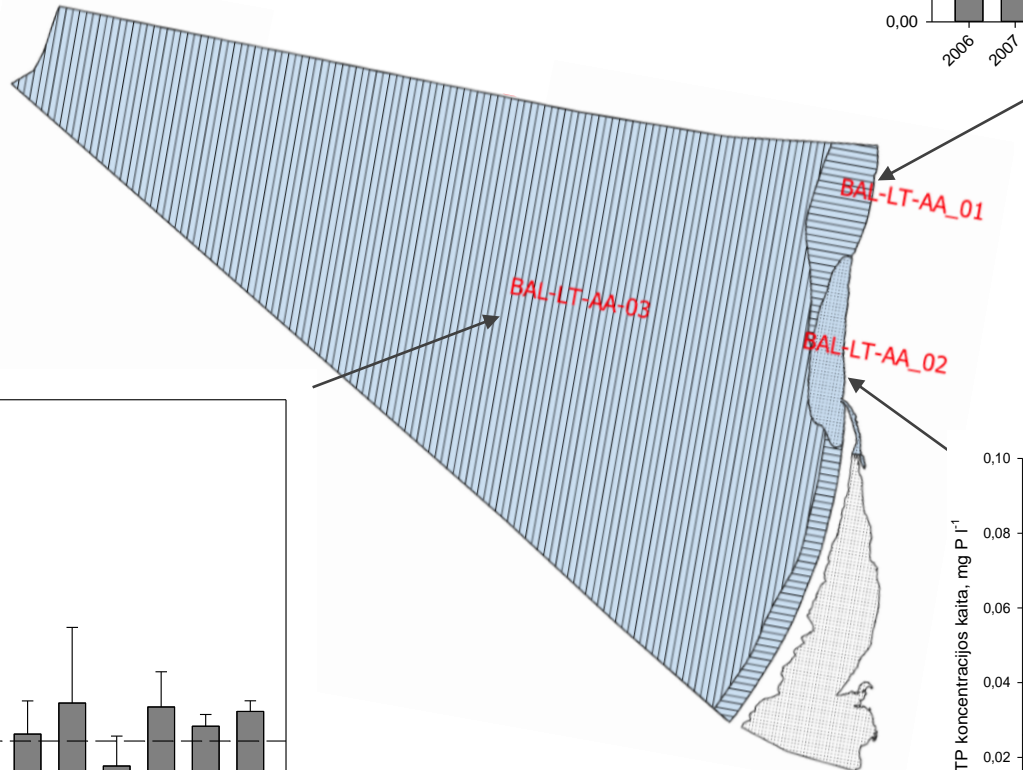 0,00
2006
2007
BAL-LT-AA_01
BAL-LT-AA-03
BAL-LT-AA_02
0,10
0,08
0,06
0,04
0,02
TP koncentracijos kaita, mg P l-1